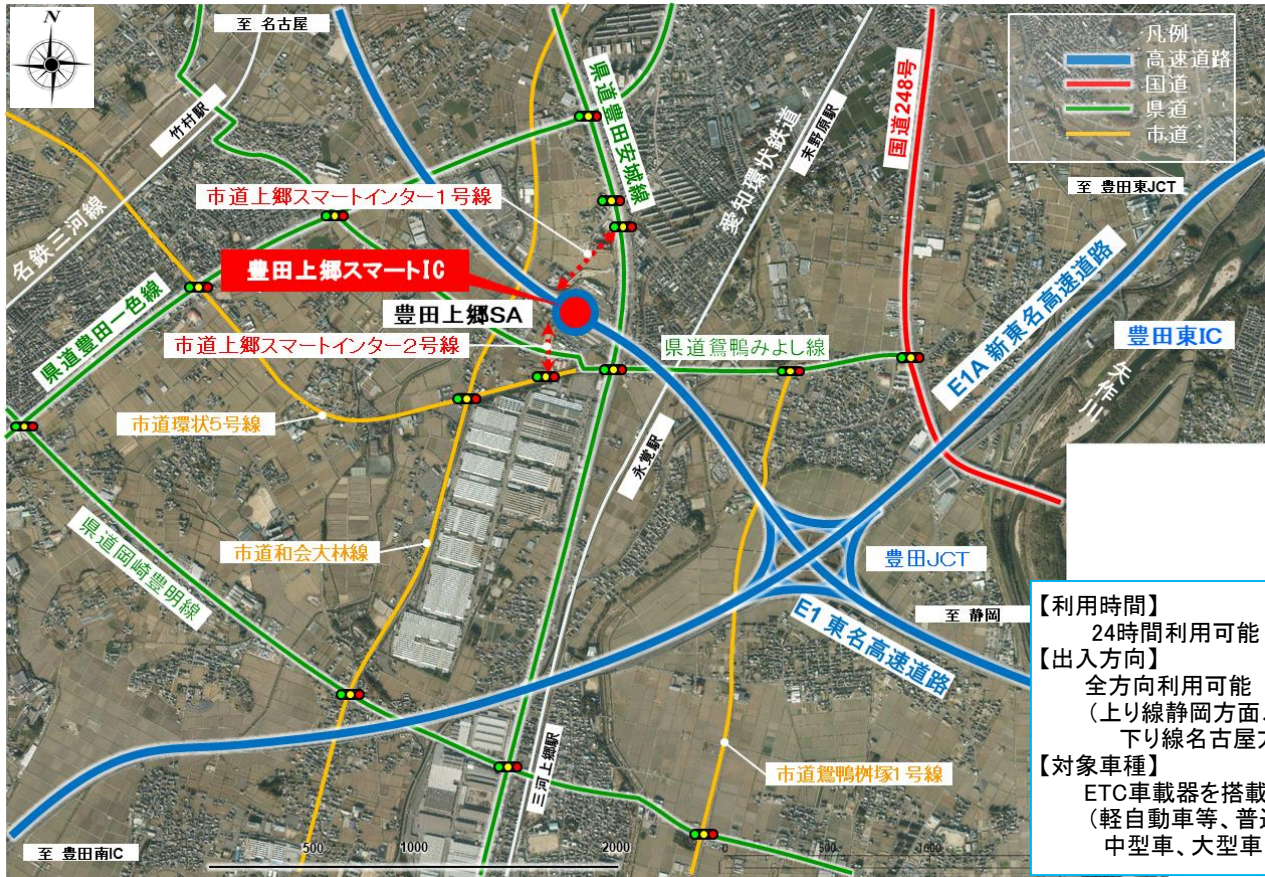 N
至 名古屋
凡例
高速道路
国道
県道
市道
竹村駅
県道豊田安城線
愛知環状鉄道
末野原駅
国道248号
至 豊田東JCT
市道上郷スマートインター1号線
名鉄三河線
豊田上郷スマートIC
豊田上郷SA
E1A 新東名高速道路
豊田東IC
矢作川
市道上郷スマートインター2号線
県道鴛鴨みよし線
県道豊田一色線
市道環状5号線
永覚駅
県道岡崎豊明線
市道和会大林線
豊田JCT
至 静岡
E1 東名高速道路
三河上郷駅
市道鴛鴨桝塚1号線
至 豊田南IC
500
1000
2000
0
500
1000
【利用時間】
24時間利用可能
【出入方向】
全方向利用可能
(上り線静岡方面、
下り線名古屋
【対象車種】
ETC車載器を搭載
(軽自動車等、普通
中型車、大型車